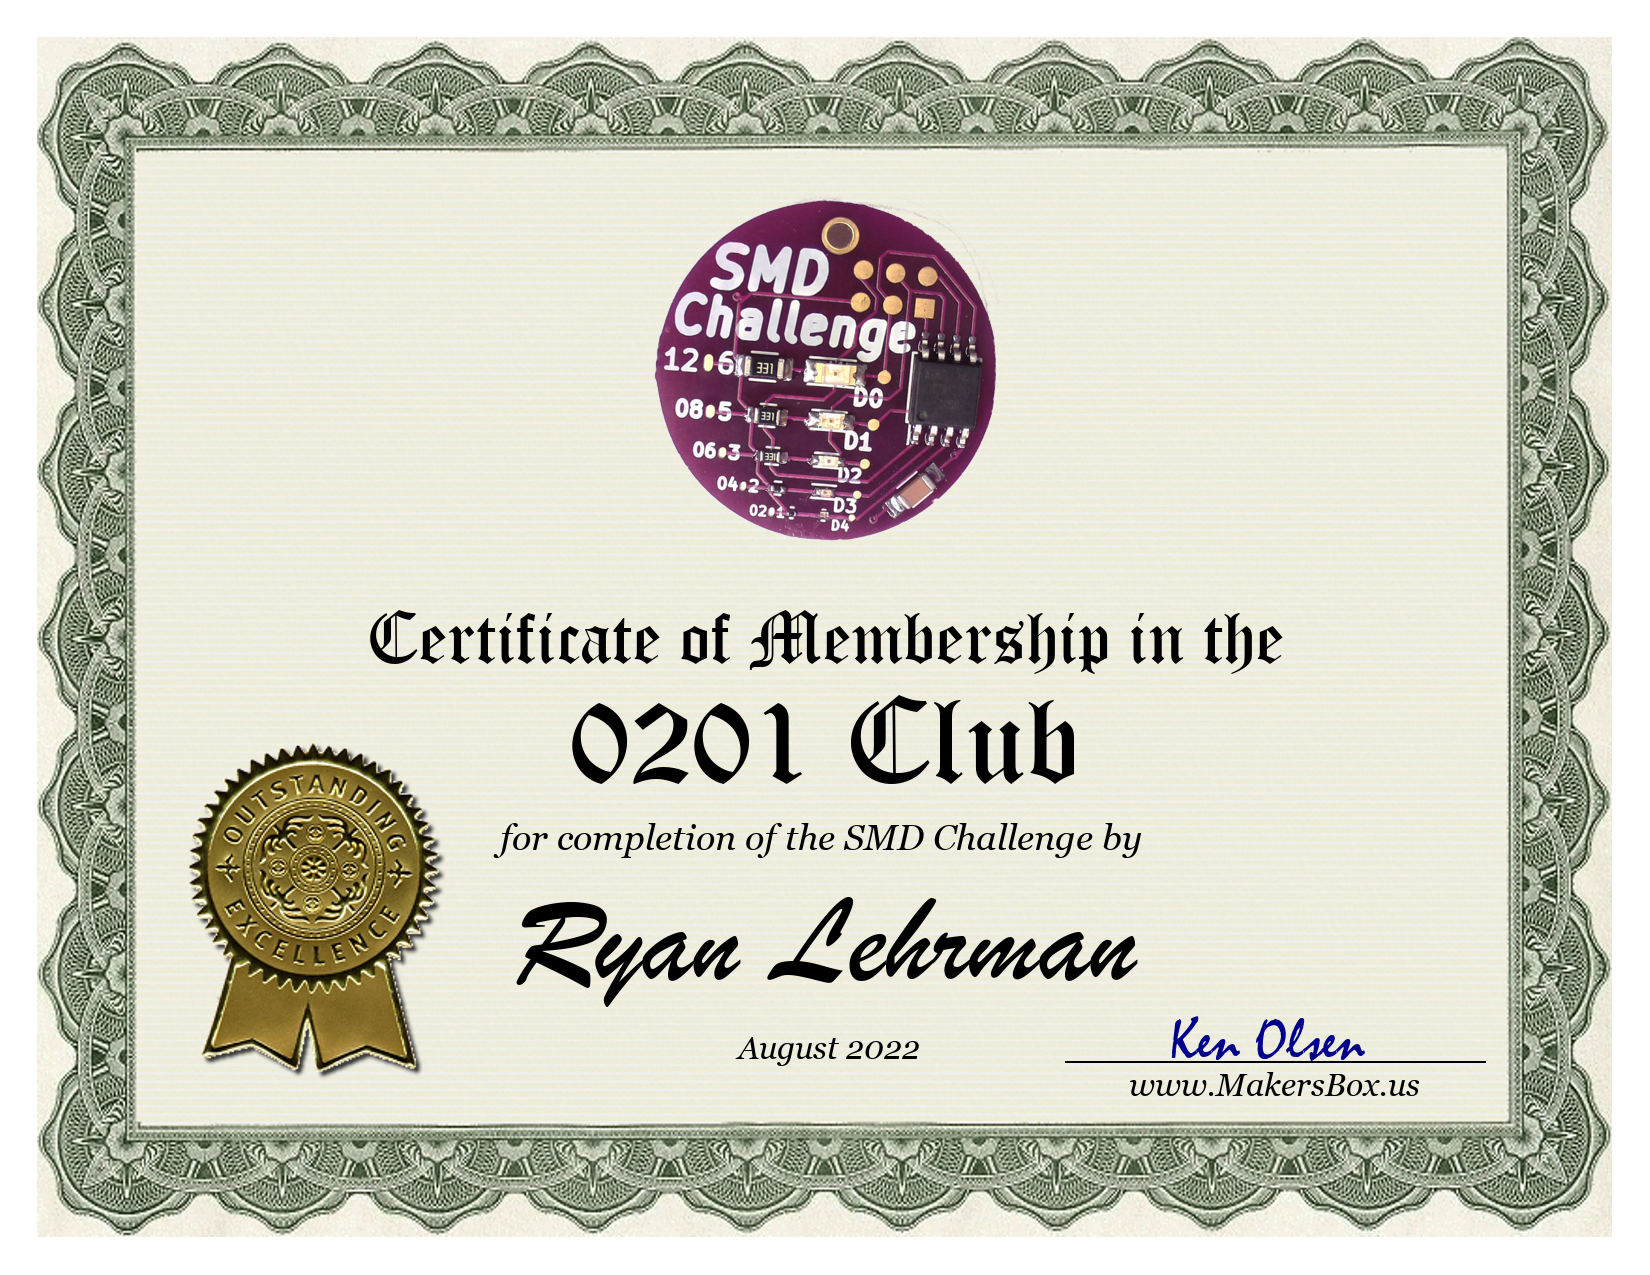 SMD
Challenge
12 6
331
D0
08 5
331
D1
06 3
331
D2
04 2
D3
02 1
D4
Certificate of Membership in the
0201 Club
for completion of the SMD Challenge by
Ryan Lehrman
OUTSTANDING
EXCELLENCE
August 2022
Ken Olsen
www.MakersBox.us